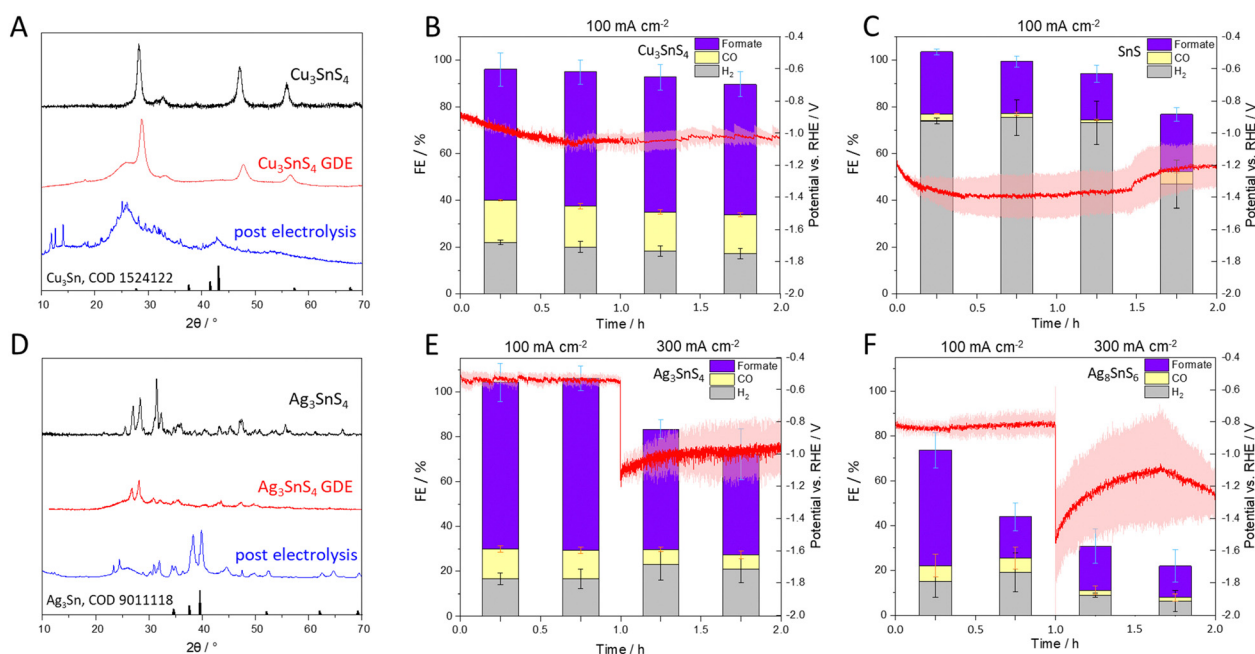 A
Cu₃SnS₄
Cu₃SnS₄ GDE
post electrolysis
Cu₃Sn, COD 1524122
10 20 30 40 50 60 70
2θ / °
B
100 mA cm⁻²
Cu₃SnS₄
Formate
CO
H₂
FE / %
100
80
60
40
20
0
0.0 0.5 1.0 1.5 2.0
Time / h
Potential vs. RHE / V
-0.4
-0.6
-0.8
-1.0
-1.2
-1.4
-1.6
-1.8
-2.0
C
100 mA cm⁻²
SnS
Formate
CO
H₂
FE / %
100
80
60
40
20
0
0.0 0.5 1.0 1.5 2.0
Time / h
Potential vs. RHE / V
-0.4
-0.6
-0.8
-1.0
-1.2
-1.4
-1.6
-1.8
-2.0
D
Ag₃SnS₄
Ag₃SnS₄ GDE
post electrolysis
Ag₃Sn, COD 9011118
10 20 30 40 50 60 70
2θ / °
E
100 mA cm⁻² 300 mA cm⁻²
Ag₃SnS₄
Formate
CO
H₂
FE / %
100
80
60
40
20
0
0.0 0.5 1.0 1.5 2.0
Time / h
Potential vs. RHE / V
-0.4
-0.6
-0.8
-1.0
-1.2
-1.4
-1.6
-1.8
-2.0
F
100 mA cm⁻² 300 mA cm⁻²
Ag₈SnS₆
Formate
CO
H₂
FE / %
100
80
60
40
20
0
0.0 0.5 1.0 1.5 2.0
Time / h
Potential vs. RHE / V
-0.4
-0.6
-0.8
-1.0
-1.2
-1.4
-1.6
-1.8
-2.0